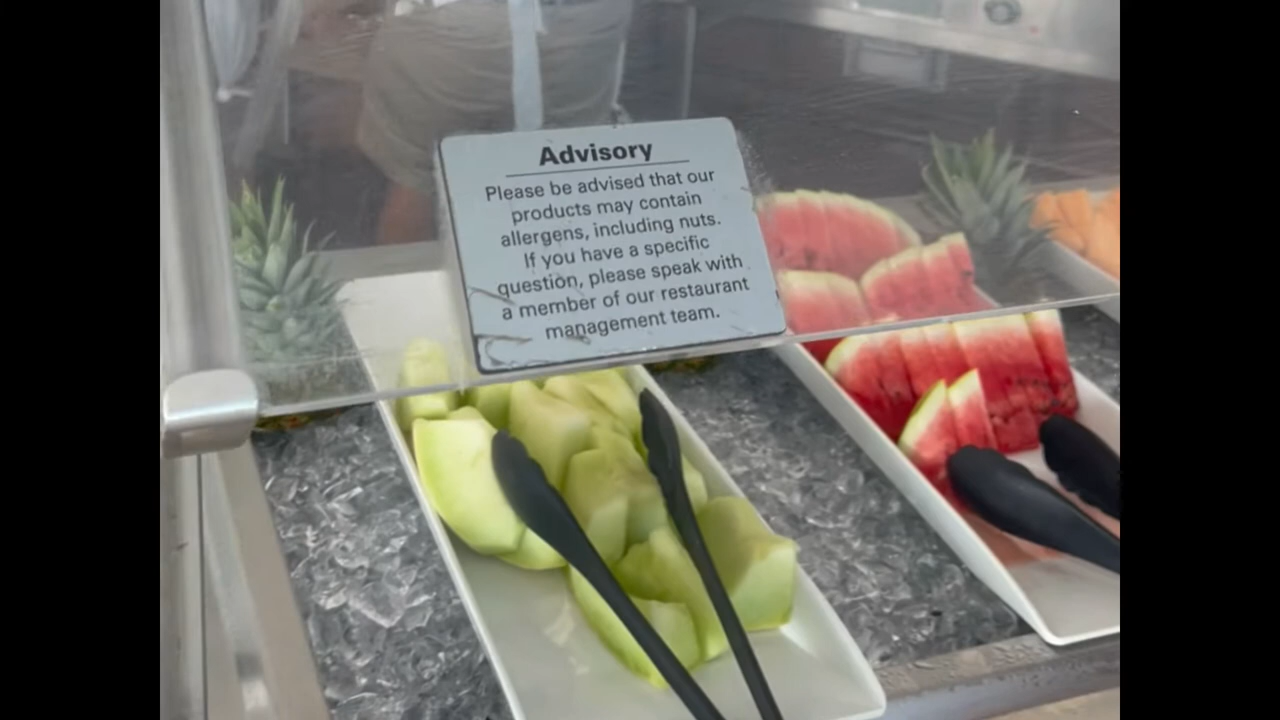 Advisory
Please be advised that our
products may contain
allergens, including nuts.
If you have a specific
question, please speak with
a member of our restaurant
management team.